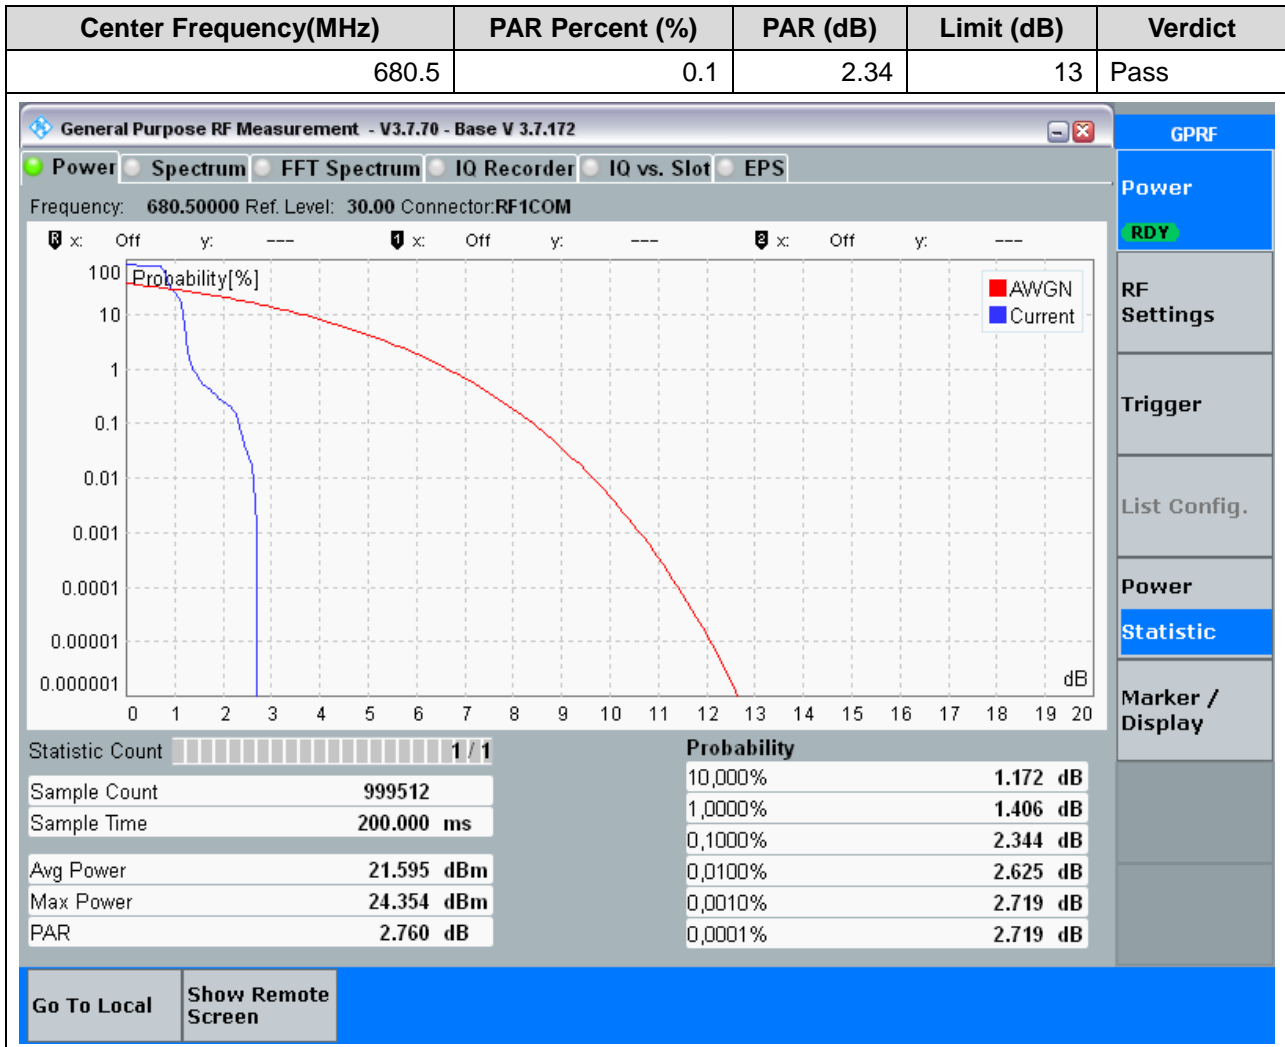 Center Frequency(MHz) PAR Percent (%) PAR (dB) Limit (dB) Verdict
680.5 0.1 2.34 13 Pass
General Purpose RF Measurement - V3.7.70 - Base V 3.7.172
GPRF
Power Spectrum FFT Spectrum IQ Recorder IQ vs. Slot EPS
Power
RDY
Frequency: 680.50000 Ref. Level: 30.00 Connector:RF1COM
R x: Off y: --- 1 x: Off y: --- 2 x: Off y: ---
Probability[%]
AWGN
Current
100
10
1
0.1
0.01
0.001
0.0001
0.00001
0.000001
dB
0 1 2 3 4 5 6 7 8 9 10 11 12 13 14 15 16 17 18 19 20
RF
Settings
Trigger
List Config.
Power
Statistic
Marker /
Display
Statistic Count 1 / 1
Sample Count 999512
Sample Time 200.000 ms
Avg Power 21.595 dBm
Max Power 24.354 dBm
PAR 2.760 dB
Probability
10,000% 1.172 dB
1,0000% 1.406 dB
0,1000% 2.344 dB
0,0100% 2.625 dB
0,0010% 2.719 dB
0,0001% 2.719 dB
Go To Local
Show Remote
Screen